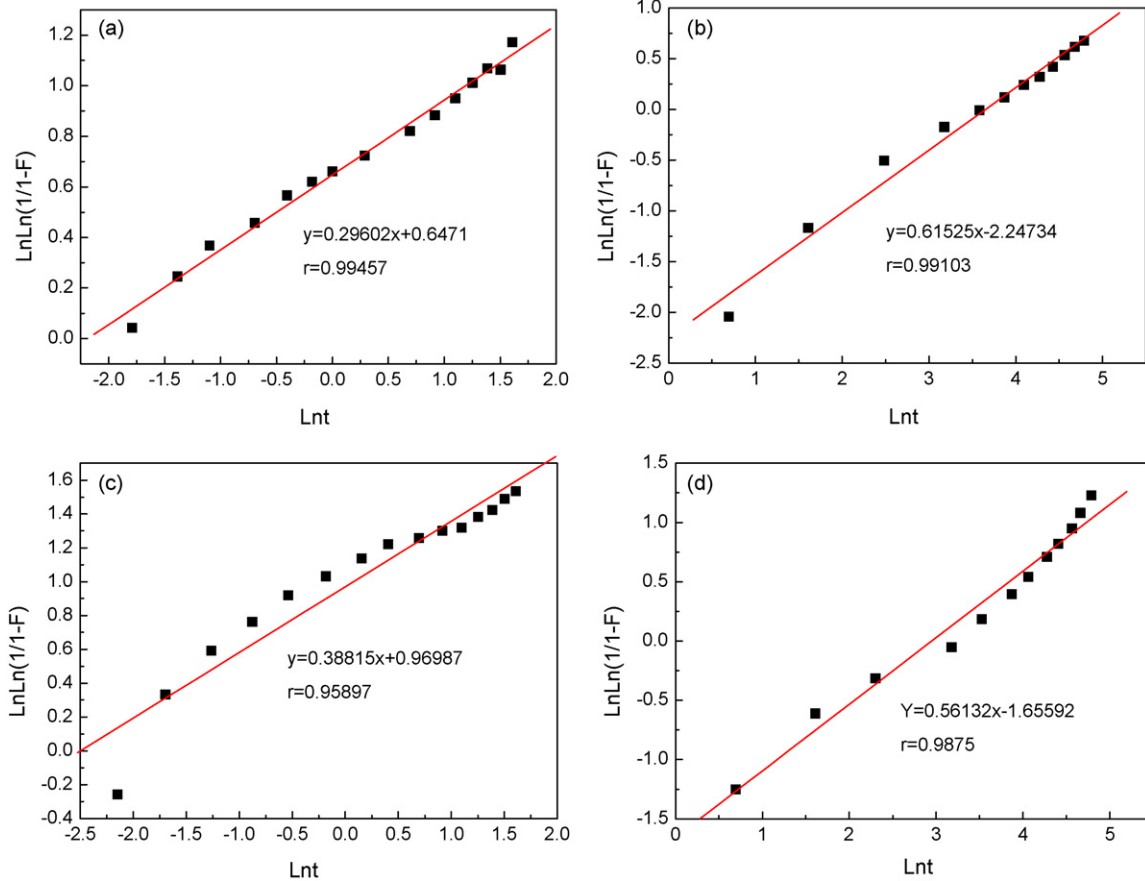 (a)
LnLn(1/1-F)
1.2
1.0
0.8
0.6
0.4
0.2
0.0
y=0.29602x+0.6471
r=0.99457
-2.0 -1.5 -1.0 -0.5 0.0 0.5 1.0 1.5 2.0
Lnt
(b)
LnLn(1/1-F)
1.0
0.5
0.0
-0.5
-1.0
-1.5
-2.0
-2.5
y=0.61525x-2.24734
r=0.99103
0 1 2 3 4 5
Lnt
(c)
LnLn(1/1-F)
1.6
1.4
1.2
1.0
0.8
0.6
0.4
0.2
0.0
-0.2
-0.4
y=0.38815x+0.96987
r=0.95897
-2.5 -2.0 -1.5 -1.0 -0.5 0.0 0.5 1.0 1.5 2.0
Lnt
(d)
LnLn(1/1-F)
1.5
1.0
0.5
0.0
-0.5
-1.0
-1.5
Y=0.56132x-1.65592
r=0.9875
0 1 2 3 4 5
Lnt